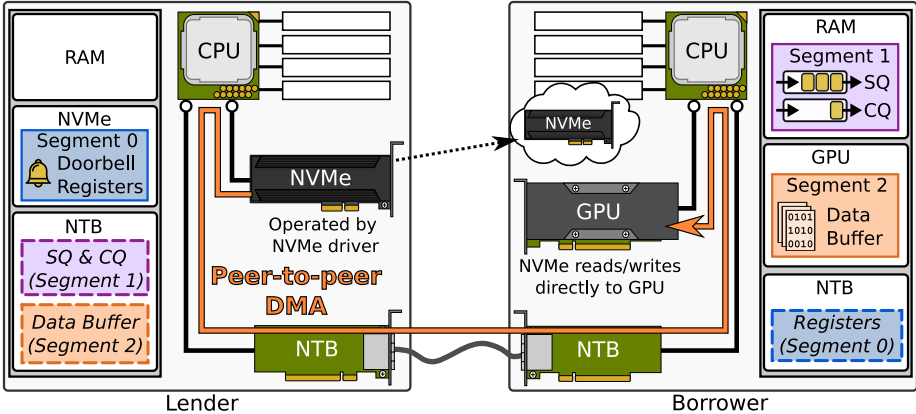 RAM
NVMe
Segment 0
Doorbell
Registers
NTB
SQ & CQ
(Segment 1)
Data Buffer
(Segment 2)
CPU
NVMe
Operated by
NVMe driver
Peer-to-peer
DMA
NTB
Lender
CPU
NVMe
GPU
NVMe reads/writes
directly to GPU
NTB
RAM
Segment 1
SQ
CQ
GPU
Segment 2
0101
1010
0010
Data
Buffer
NTB
Registers
(Segment 0)
Borrower